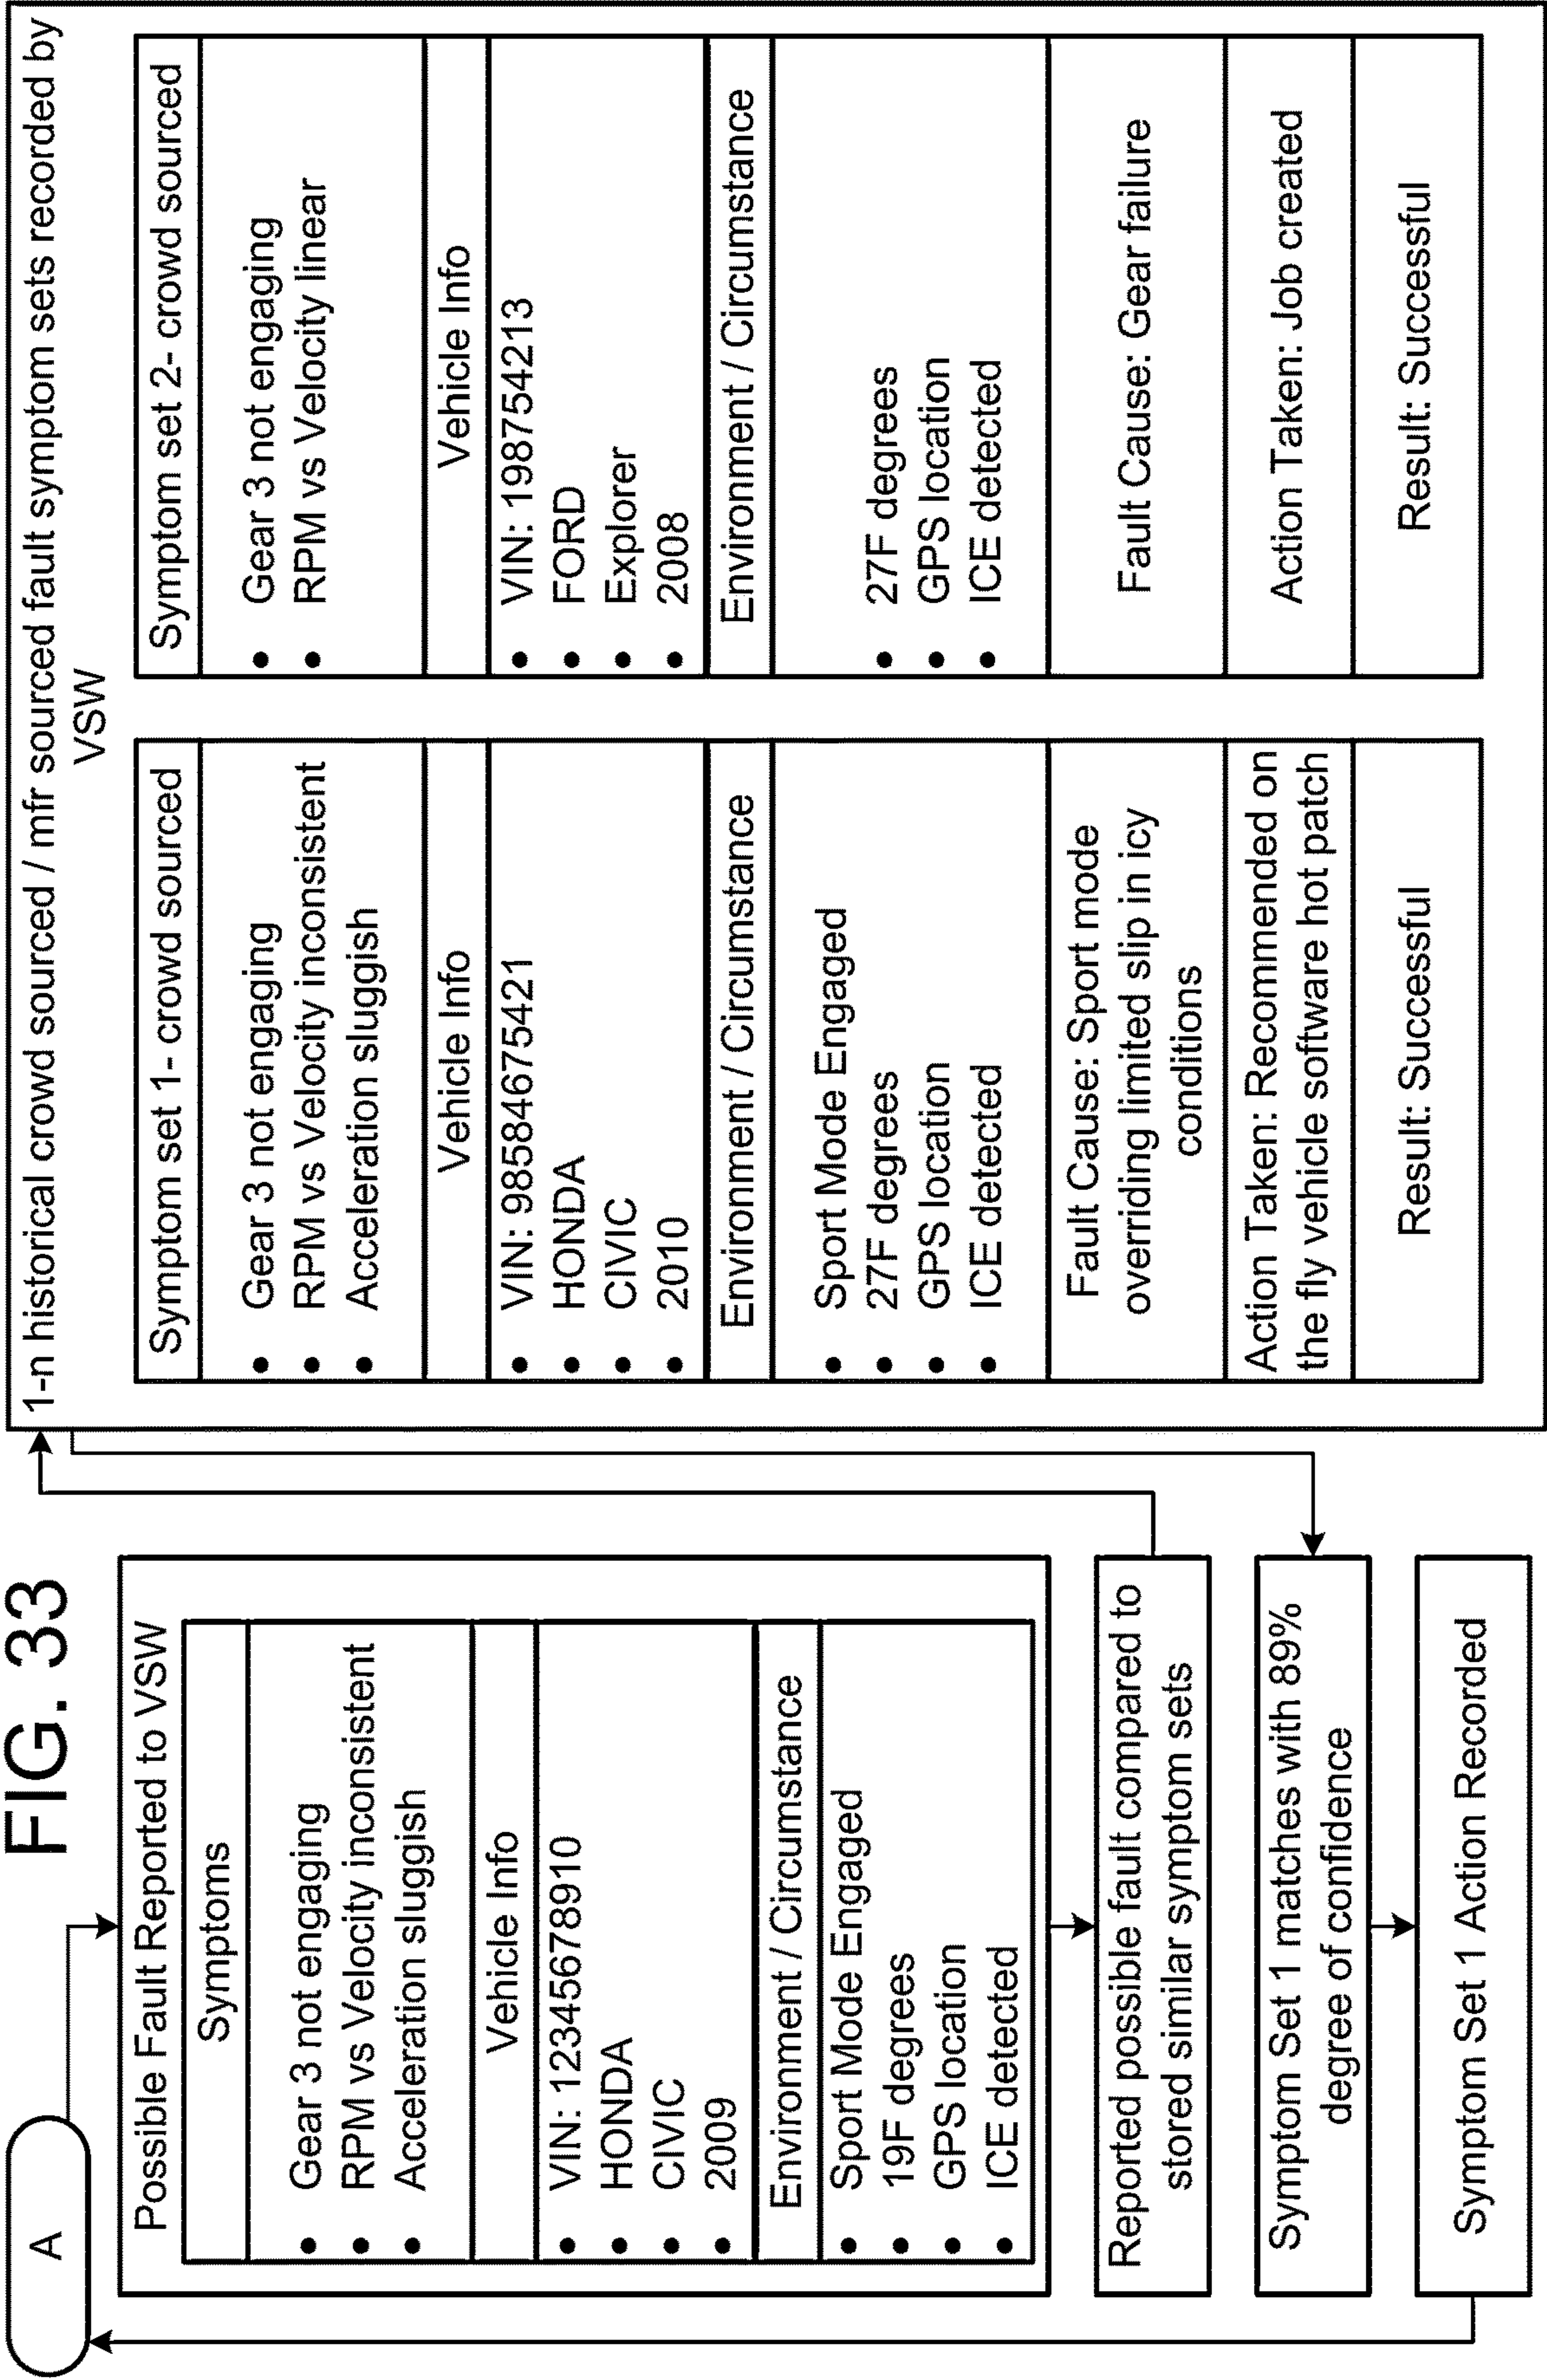 FIG. 33
A
Possible Fault Reported to VSW
Symptoms
• Gear 3 not engaging
• RPM vs Velocity inconsistent
• Acceleration sluggish
Vehicle Info
• VIN: 12345678910
• HONDA
• CIVIC
• 2009
Environment / Circumstance
• Sport Mode Engaged
• 19F degrees
• GPS location
• ICE detected
Reported possible fault compared to
stored similar symptom sets
Symptom Set 1 matches with 89%
degree of confidence
Symptom Set 1 Action Recorded
1-n historical crowd sourced / mfr sourced fault symptom sets recorded by
VSW
Symptom set 1- crowd sourced
• Gear 3 not engaging
• RPM vs Velocity inconsistent
• Acceleration sluggish
Vehicle Info
• VIN: 98584675421
• HONDA
• CIVIC
• 2010
Environment / Circumstance
• Sport Mode Engaged
• 27F degrees
• GPS location
• ICE detected
Fault Cause: Sport mode
overriding limited slip in icy
conditions
Action Taken: Recommended on
the fly vehicle software hot patch
Result: Successful
Symptom set 2- crowd sourced
• Gear 3 not engaging
• RPM vs Velocity linear
Vehicle Info
• VIN: 198754213
• FORD
• Explorer
• 2008
Environment / Circumstance
• 27F degrees
• GPS location
• ICE detected
Fault Cause: Gear failure
Action Taken: Job created
Result: Successful